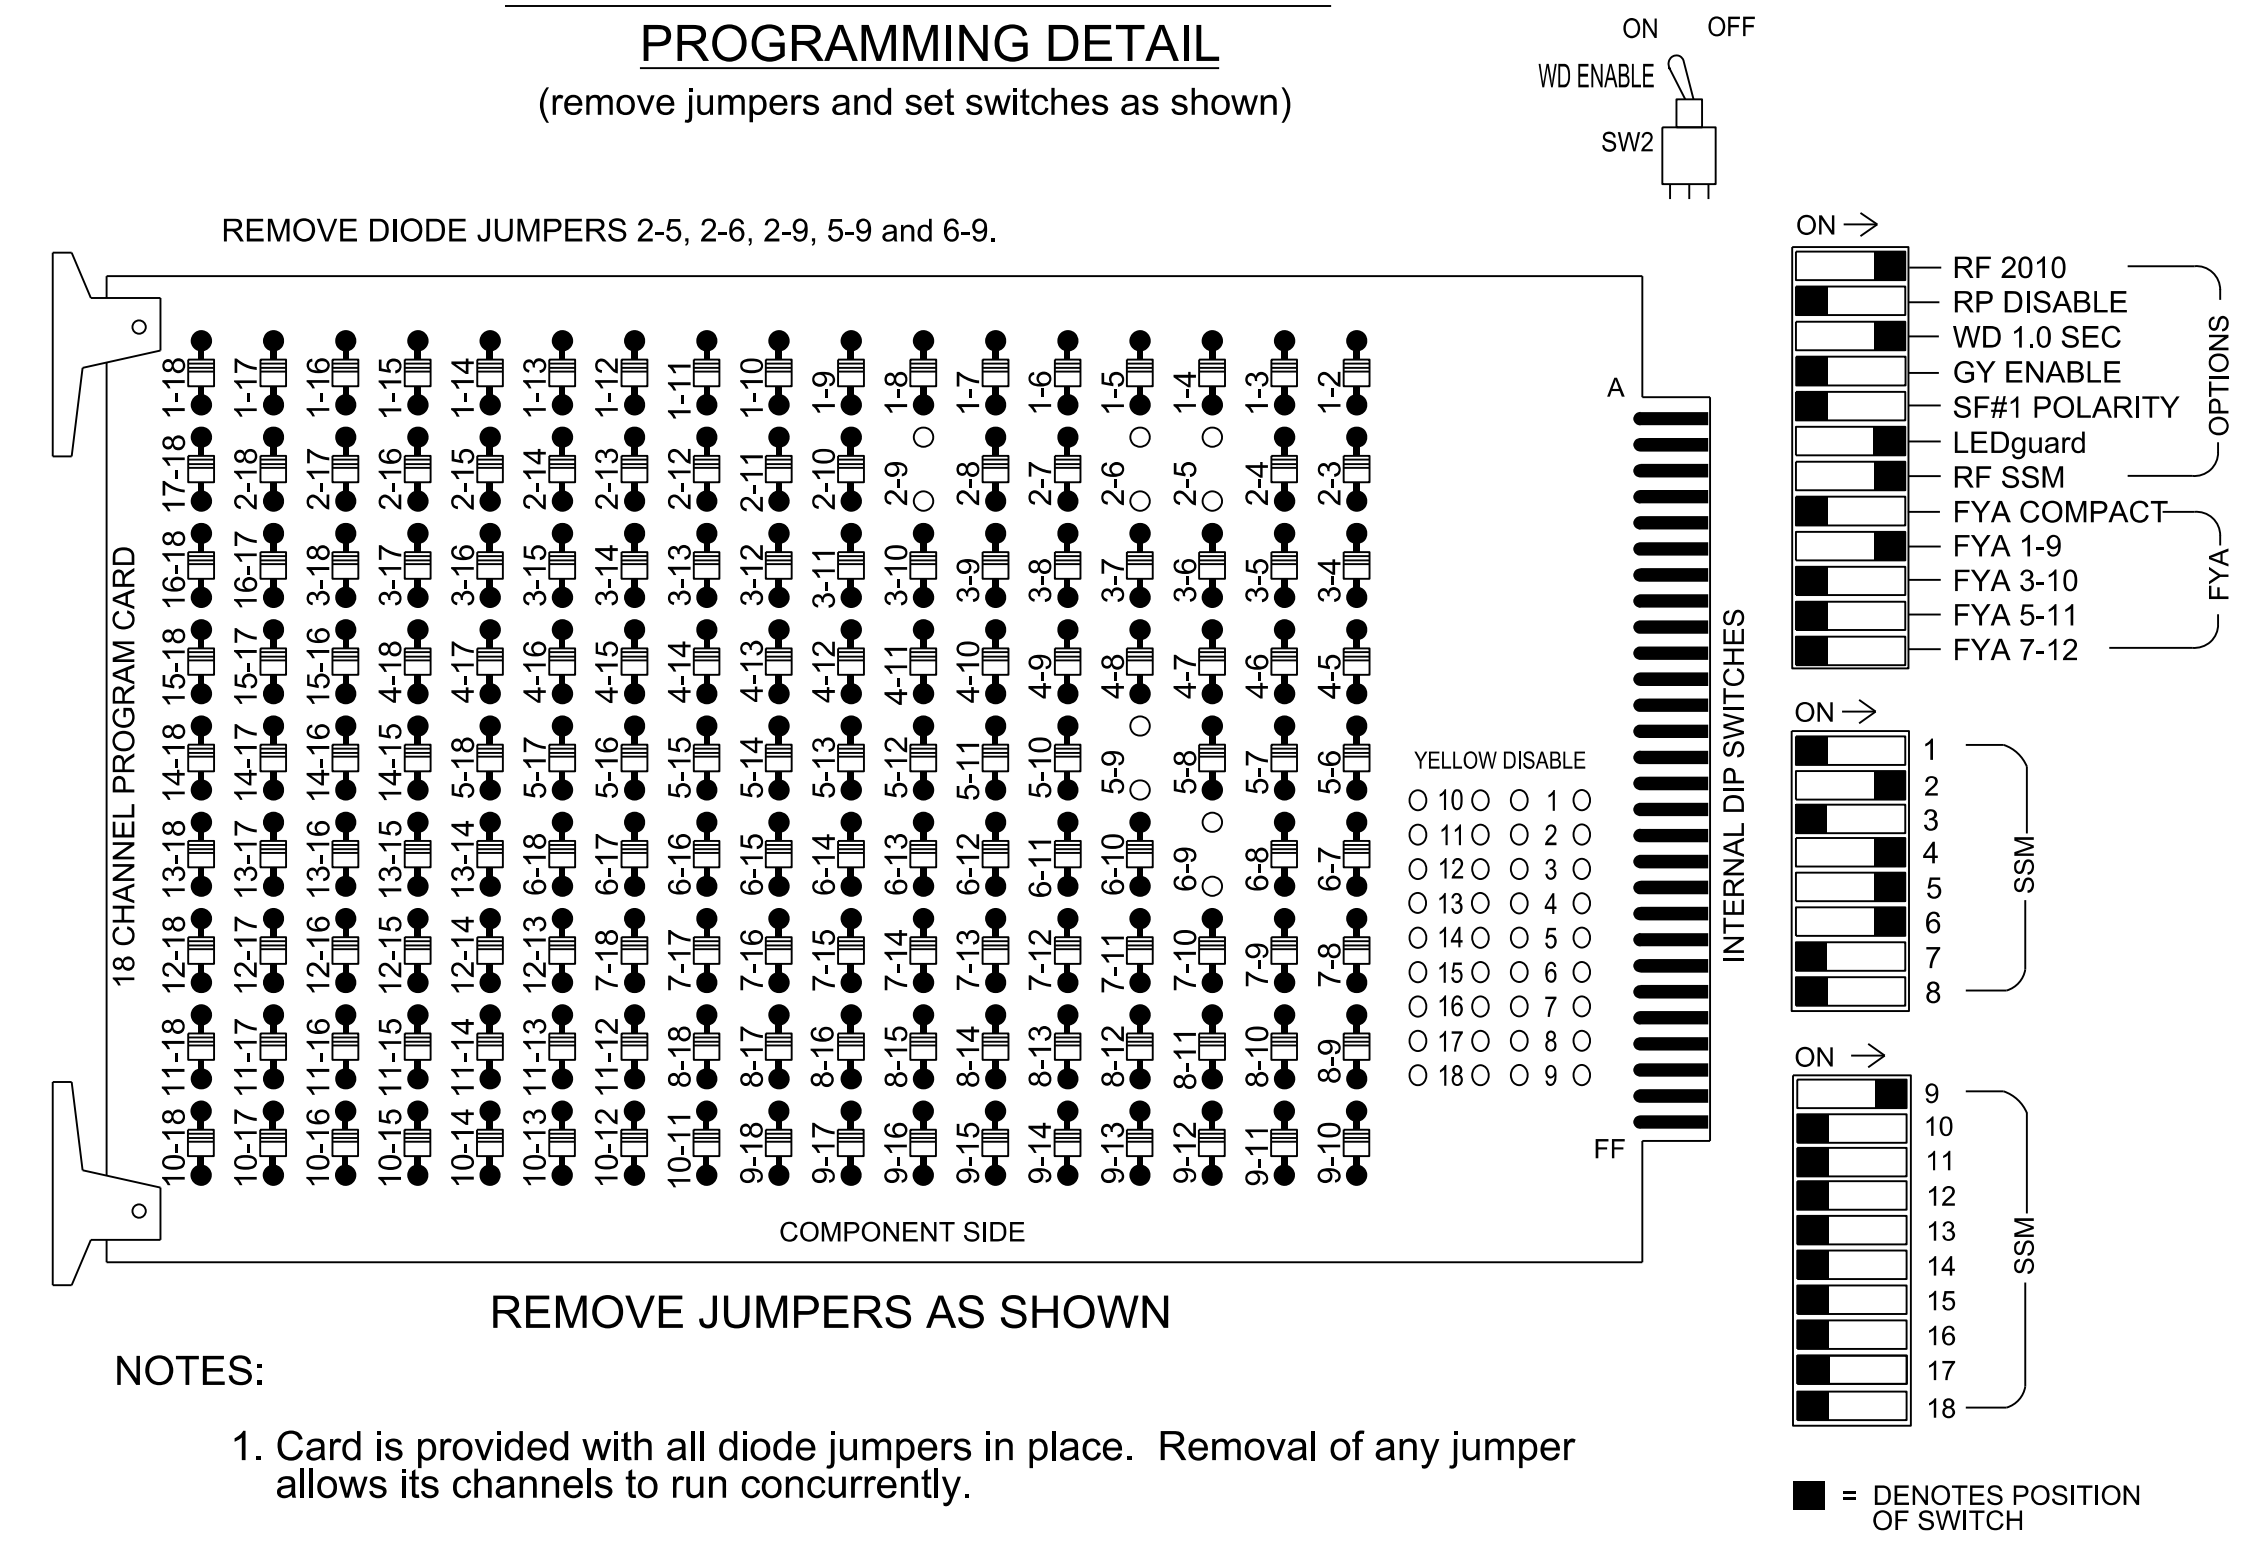 PROGRAMMING DETAIL
(remove jumpers and set switches as shown)
ON OFF
WD ENABLE
SW2
REMOVE DIODE JUMPERS 2-5, 2-6, 2-9, 5-9 and 6-9.
18 CHANNEL PROGRAM CARD
1-18 1-17 1-16 1-15 1-14 1-13 1-12 1-11 1-10 1-9 1-8 1-7 1-6 1-5 1-4 1-3 1-2
17-18 2-18 2-17 2-16 2-15 2-14 2-13 2-12 2-11 2-10 2-9 2-8 2-7 2-6 2-5 2-4 2-3
16-18 16-17 3-18 3-17 3-16 3-15 3-14 3-13 3-12 3-11 3-10 3-9 3-8 3-7 3-6 3-5 3-4
15-18 15-17 15-16 4-18 4-17 4-16 4-15 4-14 4-13 4-12 4-11 4-10 4-9 4-8 4-7 4-6 4-5
14-18 14-17 14-16 14-15 5-18 5-17 5-16 5-15 5-14 5-13 5-12 5-11 5-10 5-9 5-8 5-7 5-6
13-18 13-17 13-16 13-15 13-14 6-18 6-17 6-16 6-15 6-14 6-13 6-12 6-11 6-10 6-9 6-8 6-7
12-18 12-17 12-16 12-15 12-14 12-13 7-18 7-17 7-16 7-15 7-14 7-13 7-12 7-11 7-10 7-9 7-8
11-18 11-17 11-16 11-15 11-14 11-13 11-12 8-18 8-17 8-16 8-15 8-14 8-13 8-12 8-11 8-10 8-9
10-18 10-17 10-16 10-15 10-14 10-13 10-12 10-11 9-18 9-17 9-16 9-15 9-14 9-13 9-12 9-11 9-10
COMPONENT SIDE
YELLOW DISABLE
10 1
11 2
12 3
13 4
14 5
15 6
16 7
17 8
18 9
A
FF
INTERNAL DIP SWITCHES
ON
RF 2010
RP DISABLE
WD 1.0 SEC
GY ENABLE
SF#1 POLARITY
LEDguard
RF SSM
FYA COMPACT
FYA 1-9
FYA 3-10
FYA 5-11
FYA 7-12
OPTIONS
FYA
ON
1
2
3
4
5
6
7
8
SSM
ON
9
10
11
12
13
14
15
16
17
18
SSM
= DENOTES POSITION
OF SWITCH
REMOVE JUMPERS AS SHOWN
NOTES:
1. Card is provided with all diode jumpers in place. Removal of any jumper
allows its channels to run concurrently.